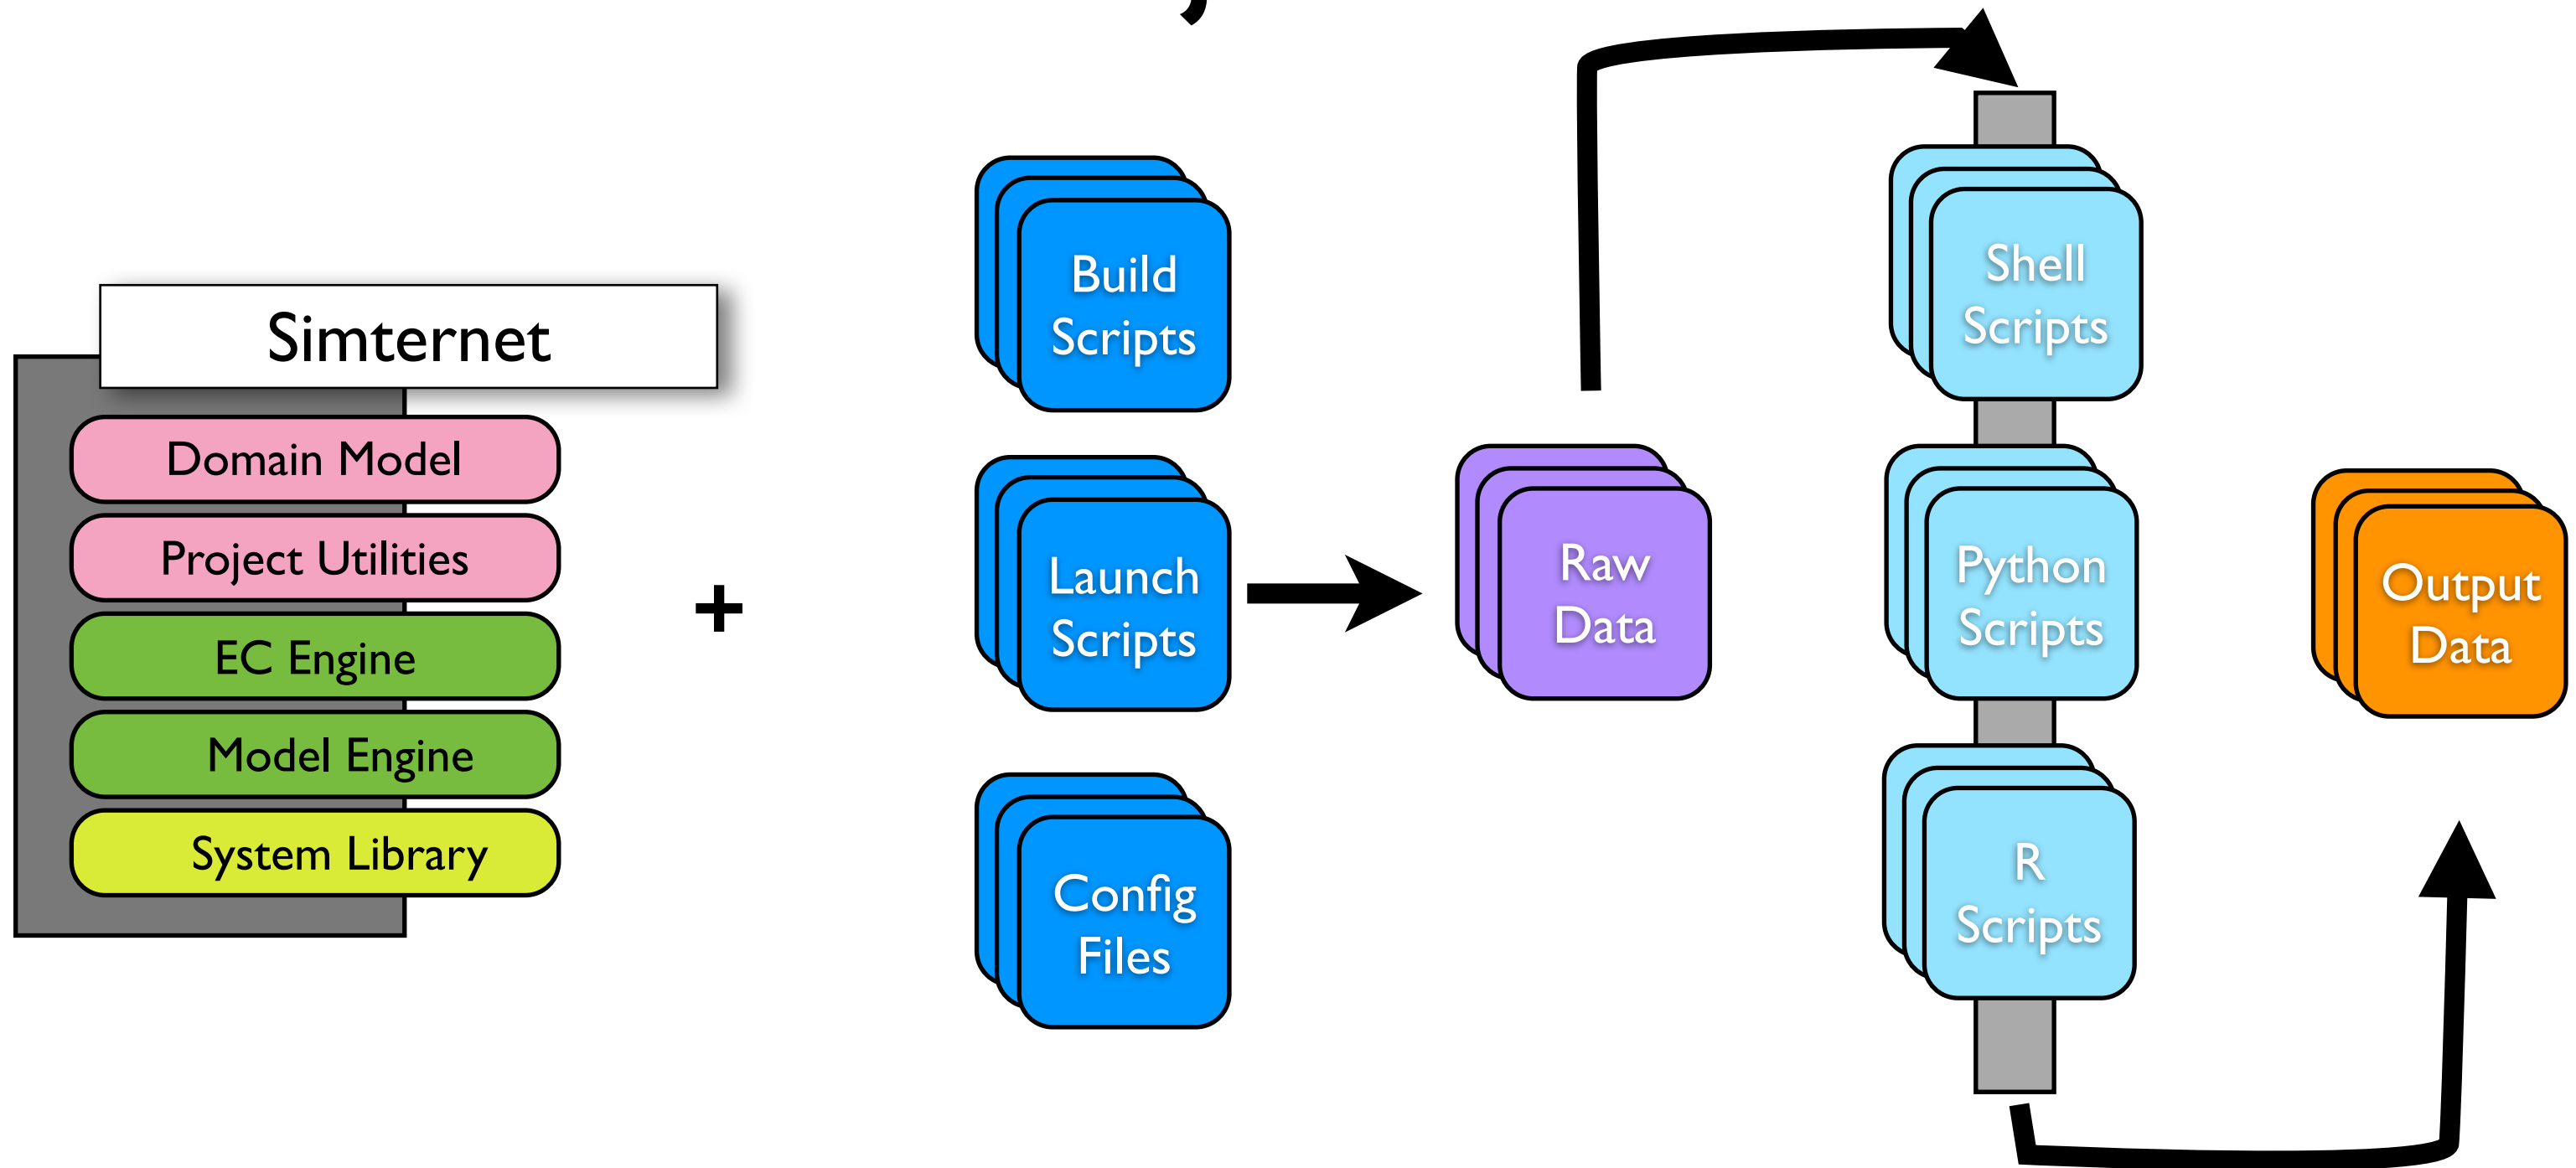 Simternet
Domain Model
Project Utilities
EC Engine
Model Engine
System Library
+
Build
Scripts
Launch
Scripts
Config
Files
Raw
Data
Shell
Scripts
Python
Scripts
R
Scripts
Output
Data